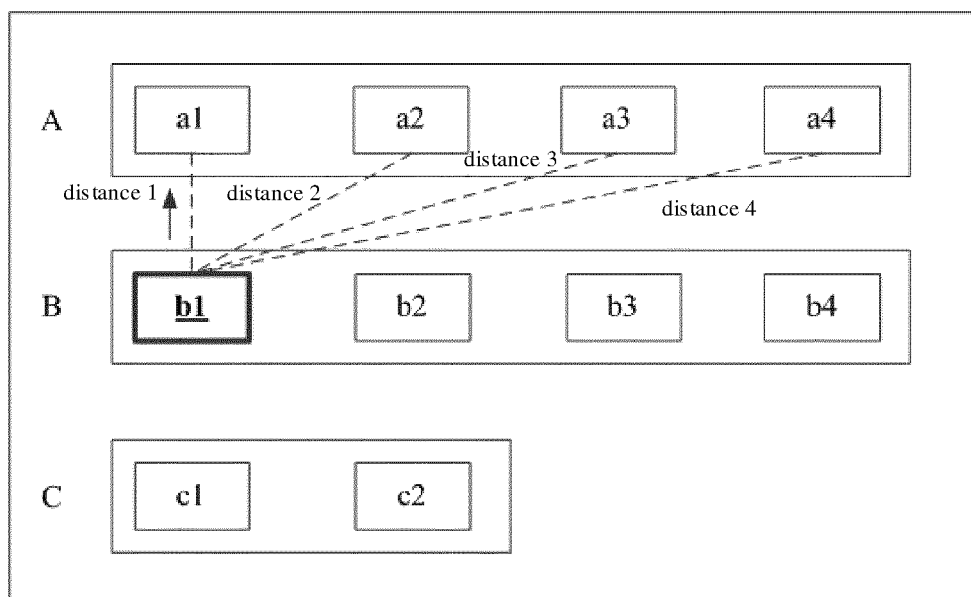 A
a1
a2
a3
a4
distance 1
distance 2
distance 3
distance 4
B
b1
b2
b3
b4
C
c1
c2